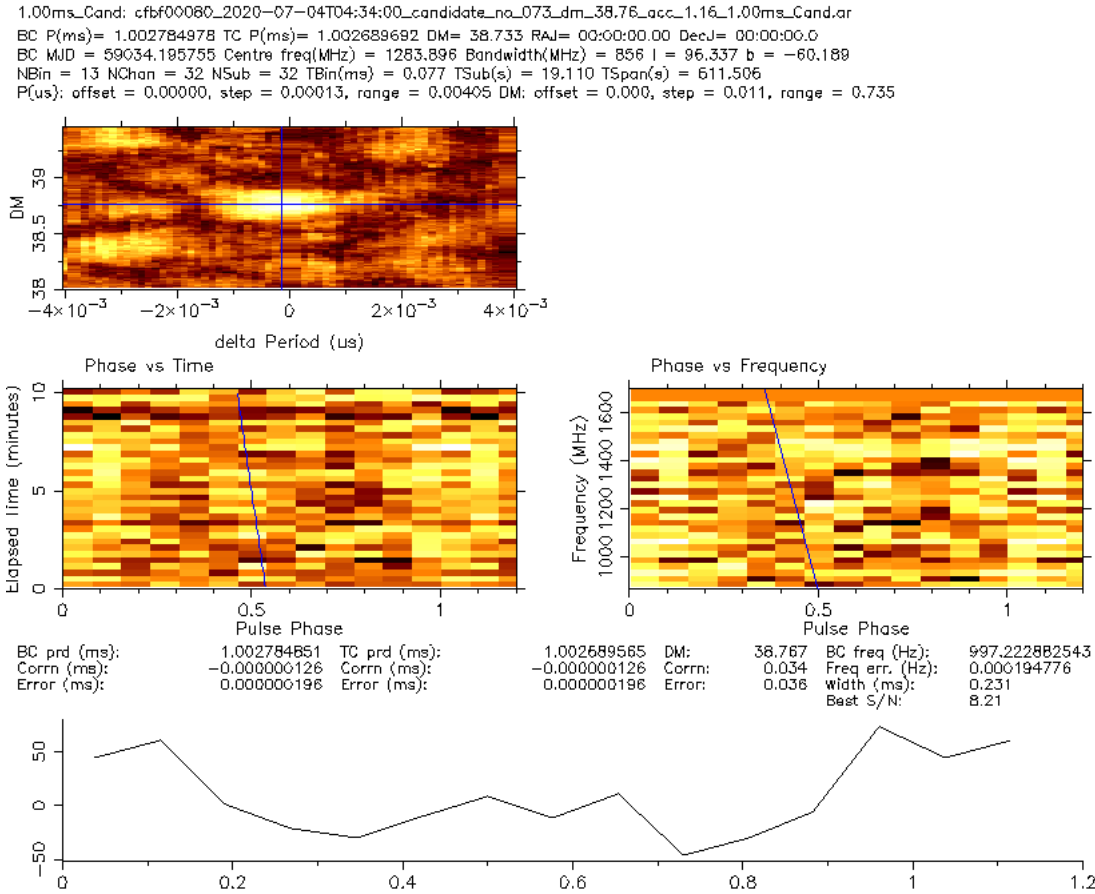 1.00ms_Cand: cfbf00080_2020-07-04T04:34:00_candidate_no_073_dm_38.76_acc_1.16_1.00ms_Cand.ar
BC P(ms)= 1.002784978 TC P(ms)= 1.002689692 DM= 38.733 RAJ= 00:00:00.00 DecJ= 00:00:00.0
BC MJD = 59034.195755 Centre freq(MHz) = 1283.896 Bandwidth(MHz) = 856 l = 96.337 b = -60.189
NBin = 13 NChan = 32 NSub = 32 TBin(ms) = 0.077 TSub(s) = 19.110 TSpan(s) = 611.506
P(us): offset = 0.00000, step = 0.00013, range = 0.00405 DM: offset = 0.000, step = 0.011, range = 0.735
39
DM
38.5
38
−4×10⁻³ −2×10⁻³ 0 2×10⁻³ 4×10⁻³
delta Period (us)
Phase vs Time
Elapsed Time (minutes)
10
5
0
0 0.5 1
Pulse Phase
Phase vs Frequency
Frequency (MHz)
1600
1400
1200
1000
0 0.5 1
Pulse Phase
BC prd (ms): 1.002784851 TC prd (ms): 1.002689565 DM: 38.767 BC freq (Hz): 997.222882543
Corrn (ms): -0.000000126 Corrn (ms): -0.000000126 Corrn: 0.034 Freq err. (Hz): 0.000194776
Error (ms): 0.000000196 Error (ms): 0.000000196 Error: 0.036 Width (ms): 0.231
Best S/N: 8.21
50
0
−50
0 0.2 0.4 0.6 0.8 1 1.2